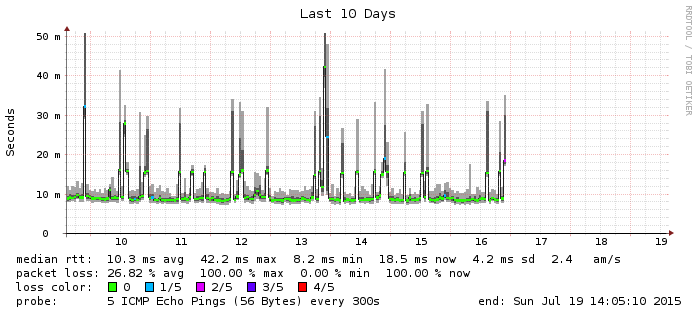 Last 10 Days
RRDTOOL / TOBI OETIKER
Seconds
50 m
40 m
30 m
20 m
10 m
0
10 11 12 13 14 15 16 17 18 19
median rtt: 10.3 ms avg 42.2 ms max 8.2 ms min 18.5 ms now 4.2 ms sd 2.4 am/s
packet loss: 26.82 % avg 100.00 % max 0.00 % min 100.00 % now
loss color: 0 1/5 2/5 3/5 4/5
probe: 5 ICMP Echo Pings (56 Bytes) every 300s end: Sun Jul 19 14:05:10 2015